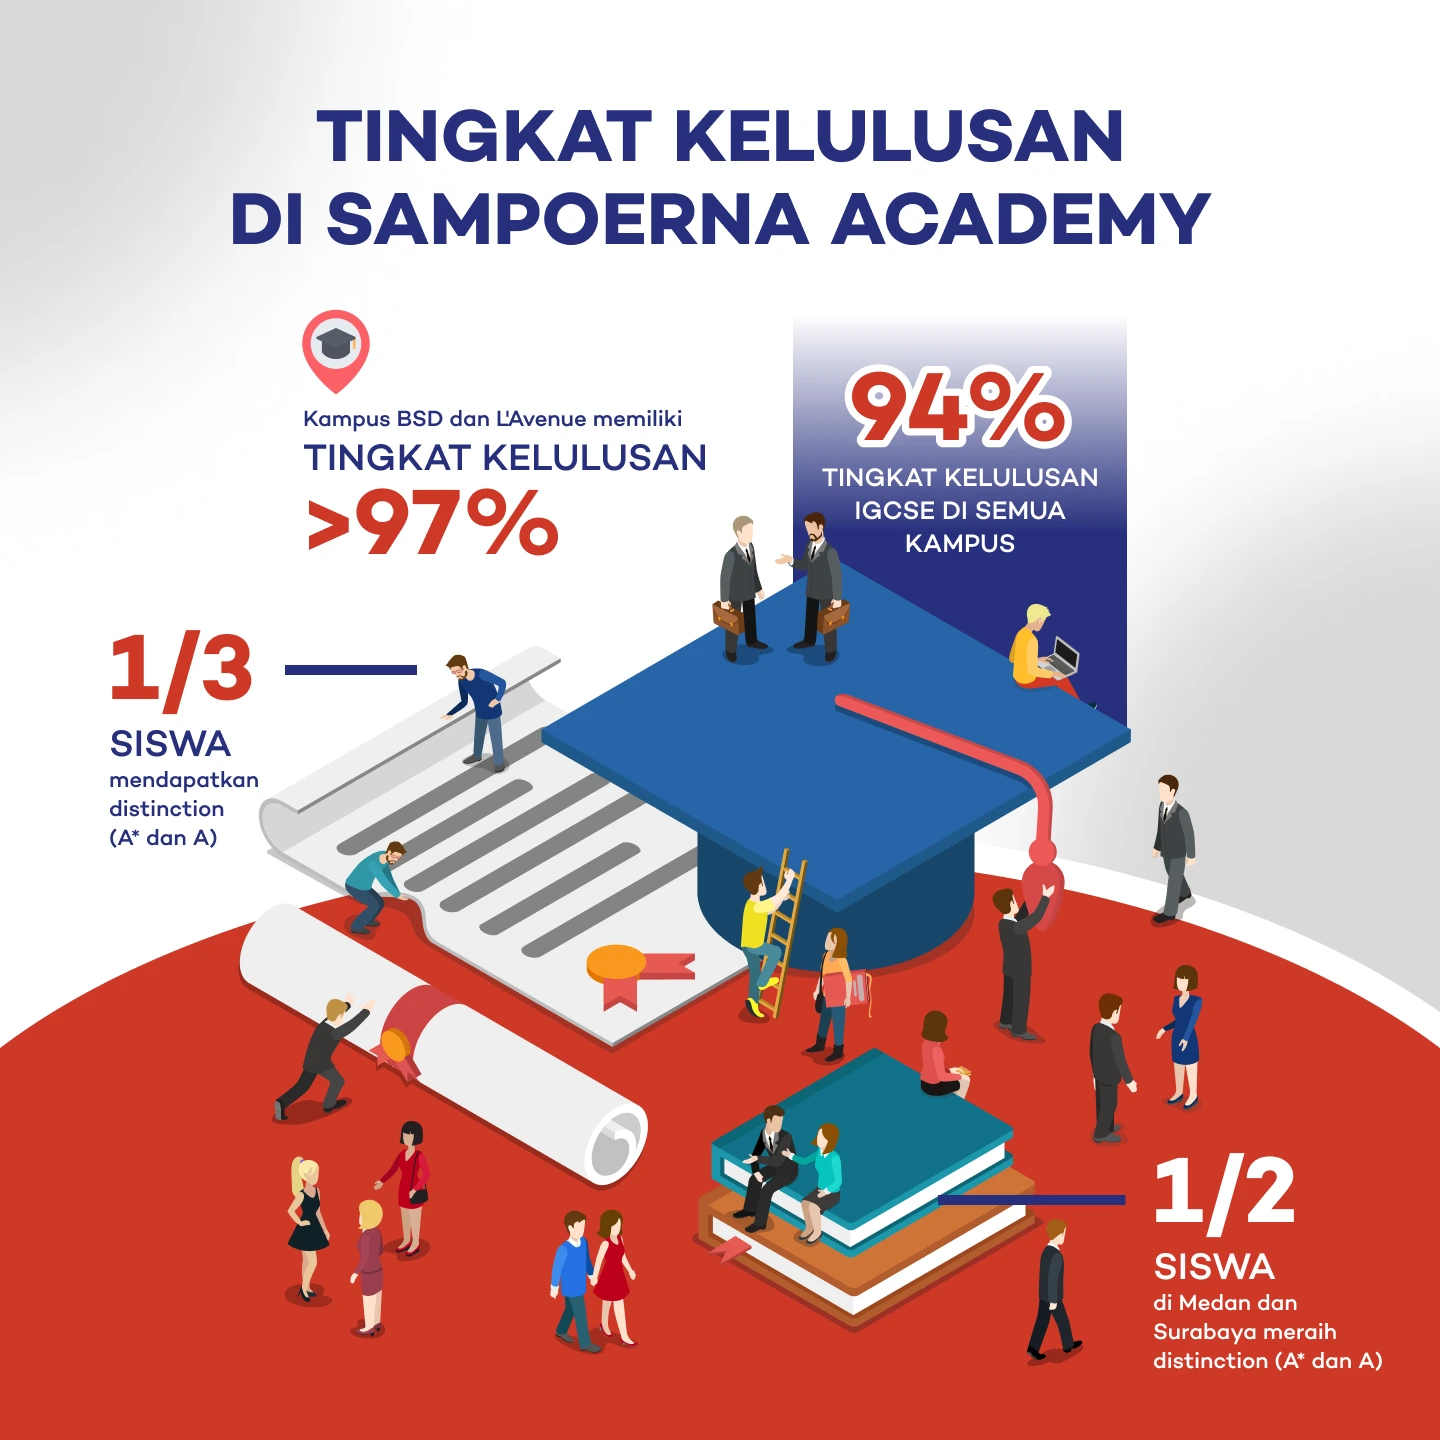 TINGKAT KELULUSAN
DI SAMPOERNA ACADEMY
Kampus BSD dan L'Avenue memiliki
TINGKAT KELULUSAN
>97%
94%
TINGKAT KELULUSAN
IGCSE DI SEMUA
KAMPUS
1/3
SISWA
mendapatkan
distinction
(A* dan A)
1/2
SISWA
di Medan dan
Surabaya meraih
distinction (A* dan A)